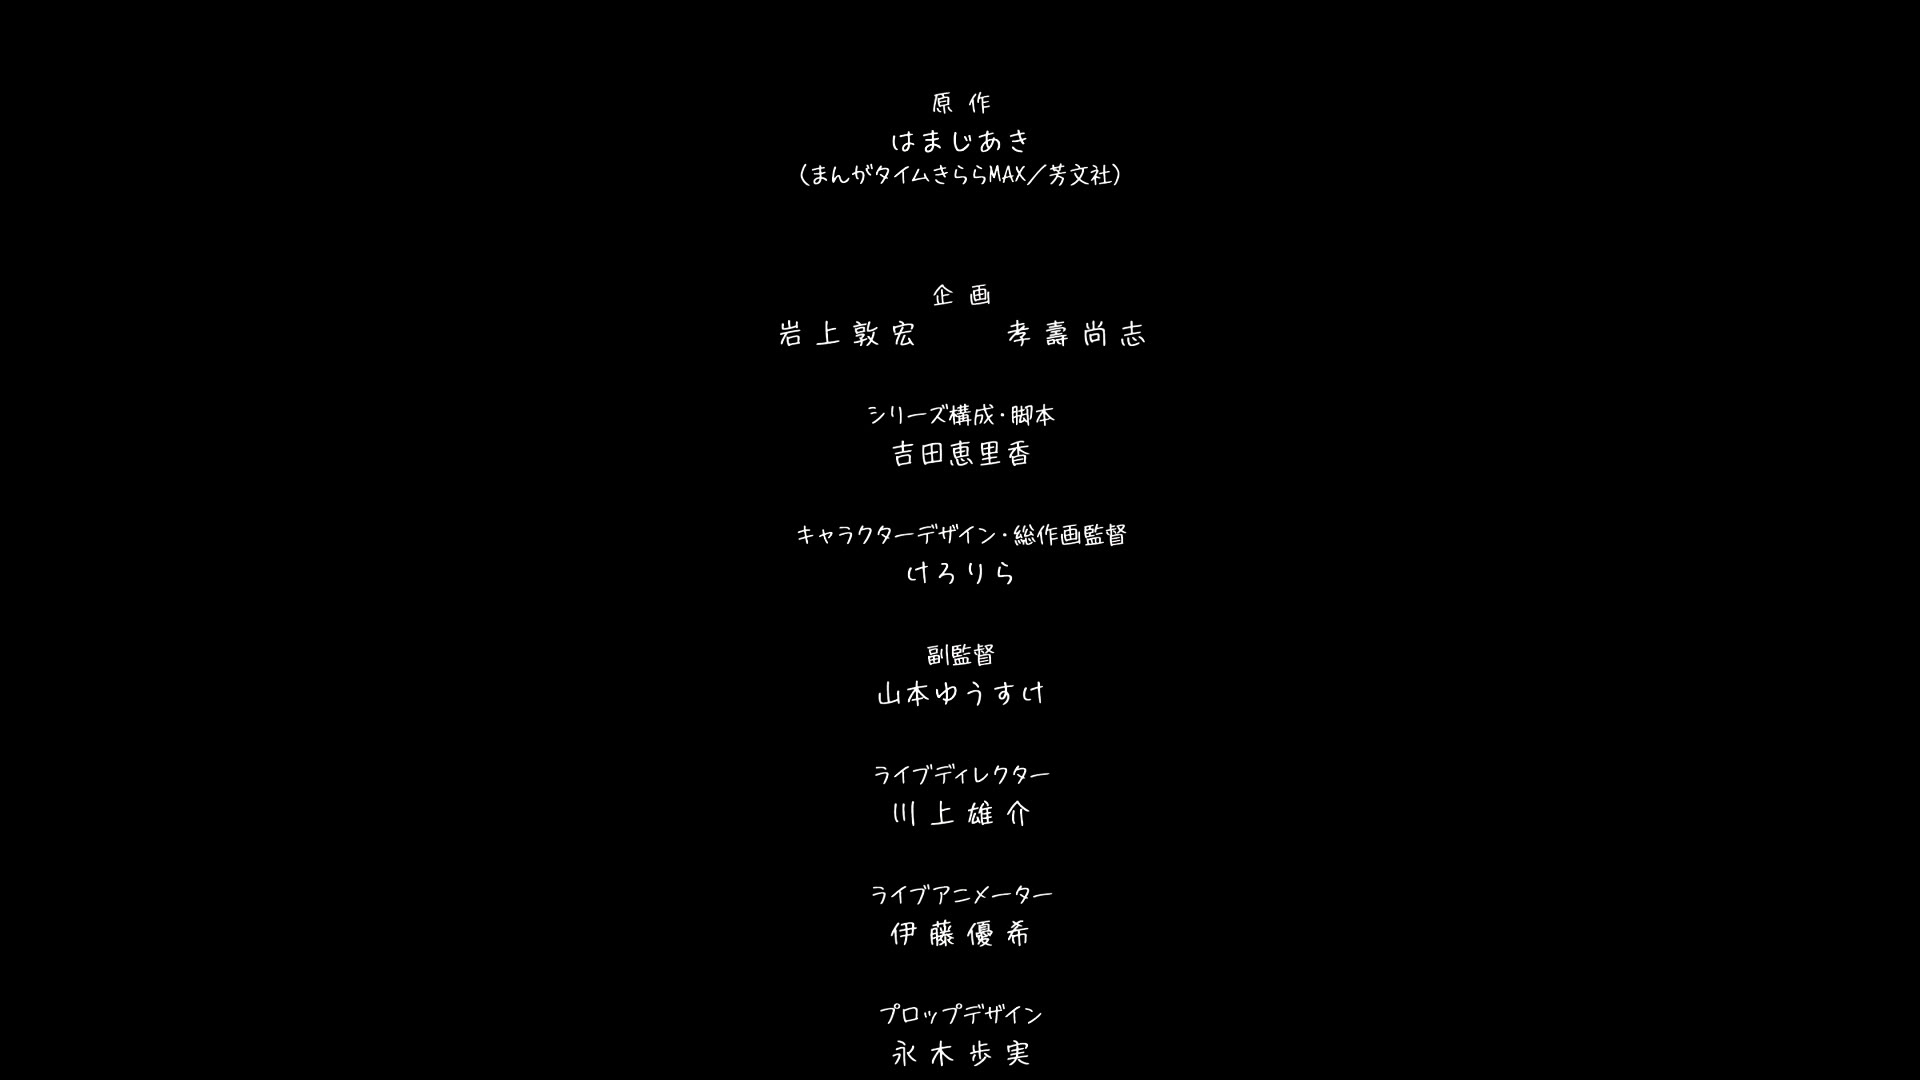 原作
はまじあき
(まんがタイムきららMAX/芳文社)
企画
岩上敦宏　孝壽尚志
シリーズ構成・脚本
吉田恵里香
キャラクターデザイン・総作画監督
けろりら
副監督
山本ゆうすけ
ライブディレクター
川上雄介
ライブアニメーター
伊藤優希
プロップデザイン
永木歩実